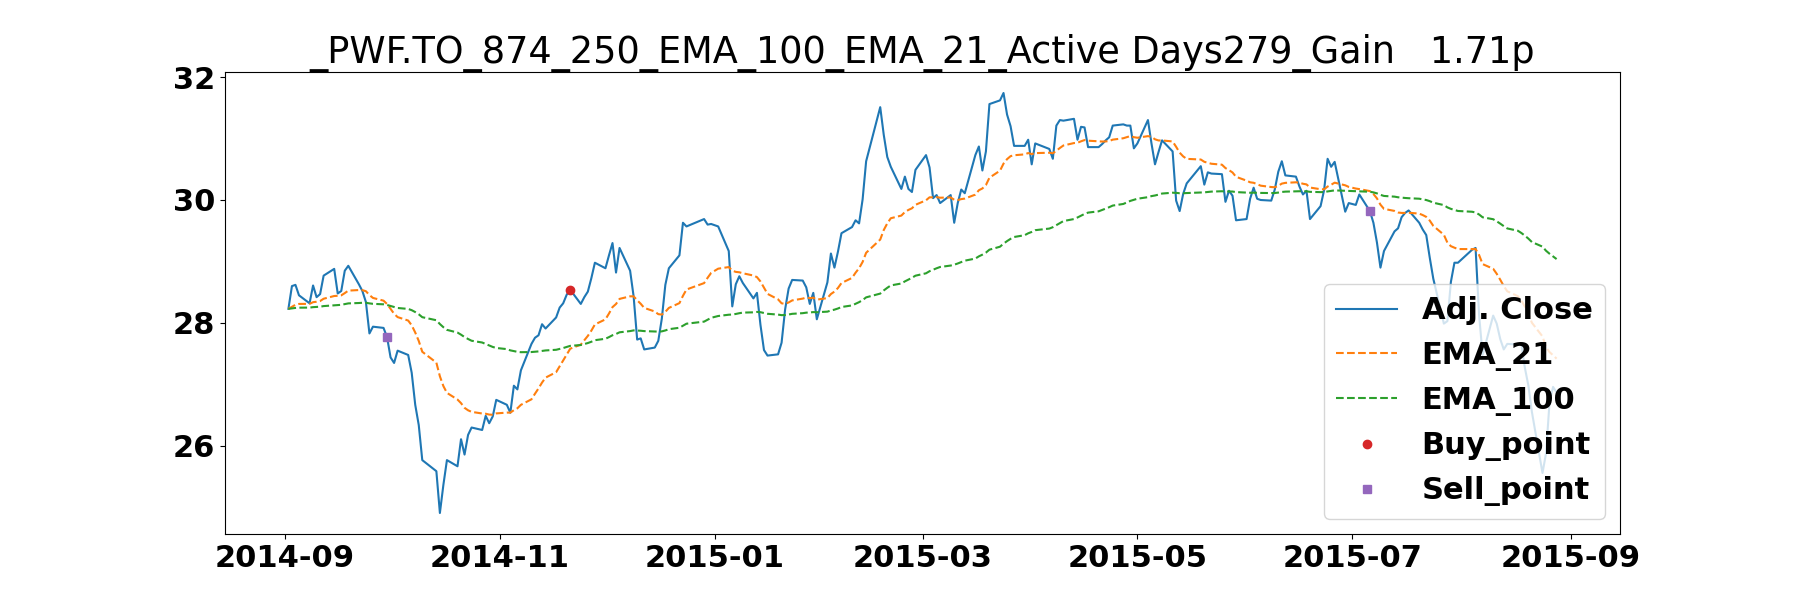 _PWF.TO_874_250_EMA_100_EMA_21_Active Days279_Gain   1.71p
32
30
28
26
Adj. Close
EMA_21
EMA_100
Buy_point
Sell_point
2014-09 2014-11 2015-01 2015-03 2015-05 2015-07 2015-09